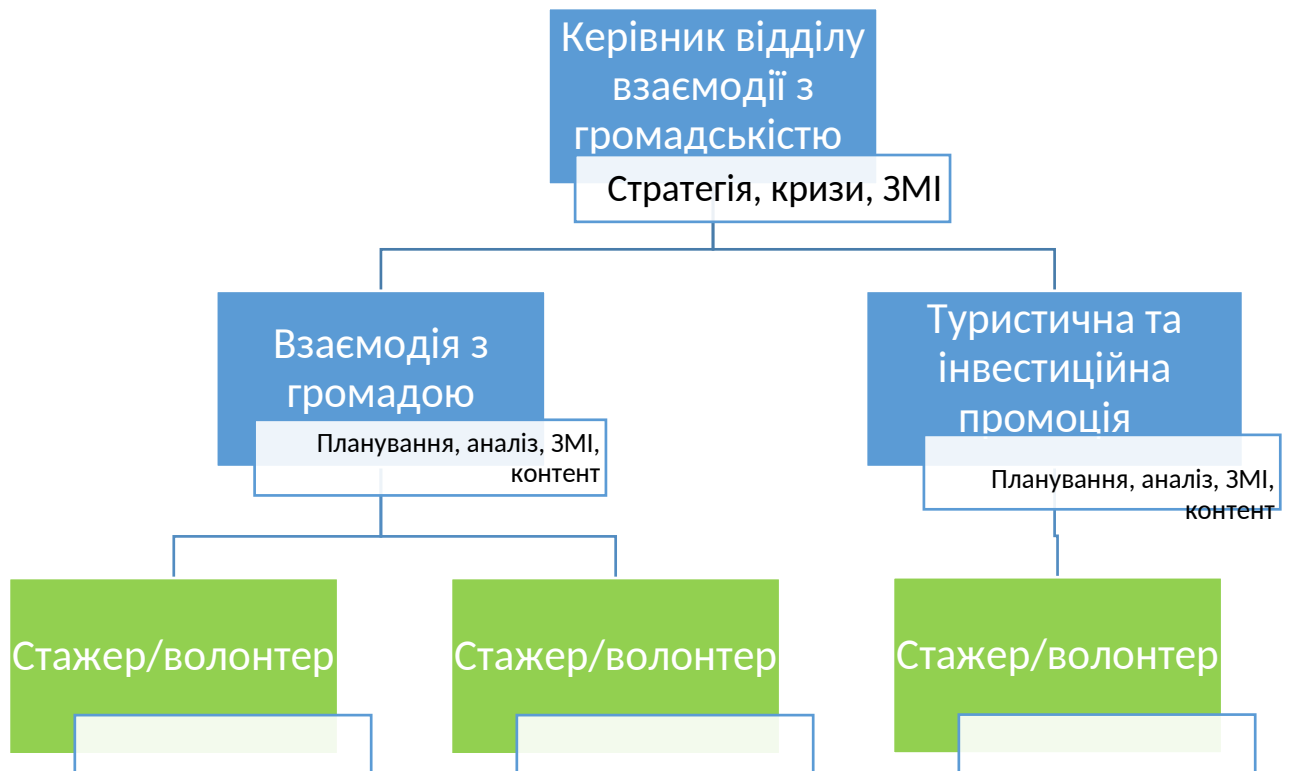 Керівник відділу
взаємодії з
громадськістю
Стратегія, кризи, ЗМІ
Взаємодія з
громадою
Планування, аналіз, ЗМІ,
контент
Туристична та
інвестиційна
промоція
Планування, аналіз, ЗМІ,
контент
Стажер/волонтер
Стажер/волонтер
Стажер/волонтер